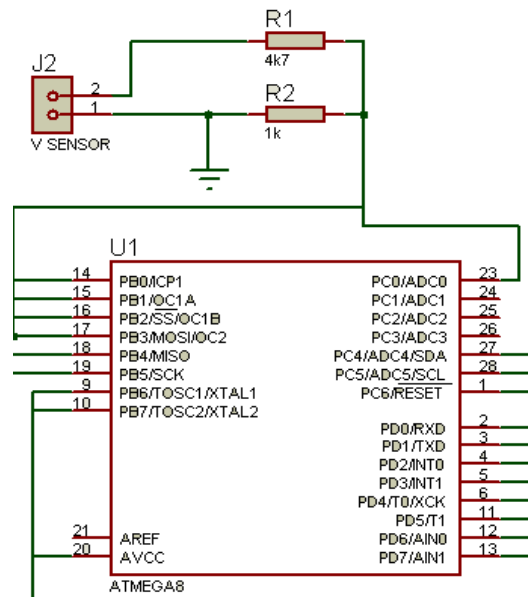 R1
4k7
J2
2
1
V SENSOR
R2
1k
U1
14 PB0/ICP1
15 PB1/OC1A
16 PB2/SS/OC1B
17 PB3/MOSI/OC2
18 PB4/MISO
19 PB5/SCK
9 PB6/TOSC1/XTAL1
10 PB7/TOSC2/XTAL2
21 AREF
20 AVCC
PC0/ADC0 23
PC1/ADC1 24
PC2/ADC2 25
PC3/ADC3 26
PC4/ADC4/SDA 27
PC5/ADC5/SCL 28
PC6/RESET 1
PD0/RXD 2
PD1/TXD 3
PD2/INT0 4
PD3/INT1 5
PD4/T0/XCK 6
PD5/T1 11
PD6/AIN0 12
PD7/AIN1 13
ATMEGA8